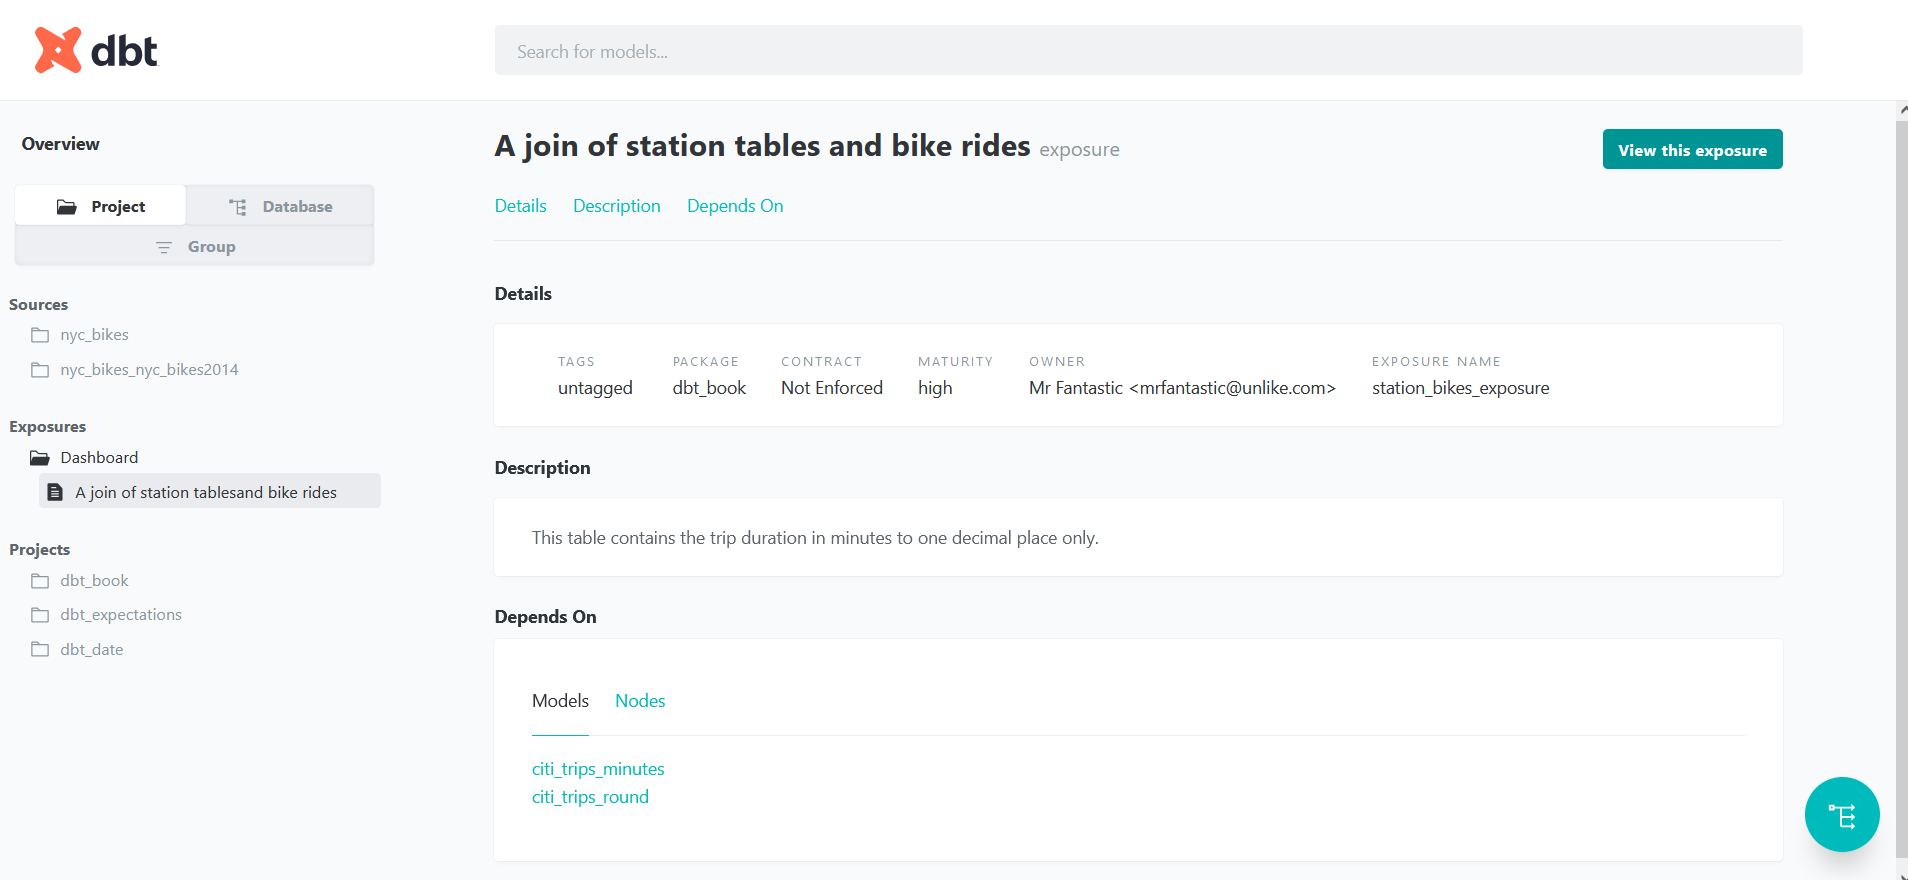 dbt
Search for models...
Overview
Project
Database
Group
Sources
nyc_bikes
nyc_bikes_nyc_bikes2014
Exposures
Dashboard
A join of station tablesand bike rides
Projects
dbt_book
dbt_expectations
dbt_date
A join of station tables and bike rides exposure
View this exposure
Details Description Depends On
Details
TAGS PACKAGE CONTRACT MATURITY OWNER EXPOSURE NAME
untagged dbt_book Not Enforced high Mr Fantastic <mrfantastic@unlike.com> station_bikes_exposure
Description
This table contains the trip duration in minutes to one decimal place only.
Depends On
Models Nodes
citi_trips_minutes
citi_trips_round